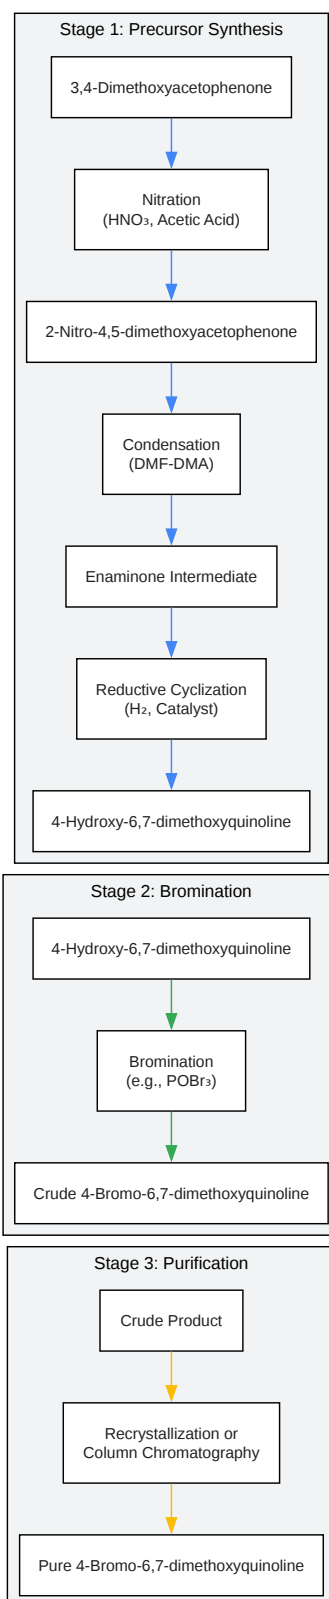 Stage 1: Precursor Synthesis
3,4-Dimethoxyacetophenone
Nitration
(HNO₃, Acetic Acid)
2-Nitro-4,5-dimethoxyacetophenone
Condensation
(DMF-DMA)
Enaminone Intermediate
Reductive Cyclization
(H₂, Catalyst)
4-Hydroxy-6,7-dimethoxyquinoline
Stage 2: Bromination
4-Hydroxy-6,7-dimethoxyquinoline
Bromination
(e.g., POBr₃)
Crude 4-Bromo-6,7-dimethoxyquinoline
Stage 3: Purification
Crude Product
Recrystallization or
Column Chromatography
Pure 4-Bromo-6,7-dimethoxyquinoline